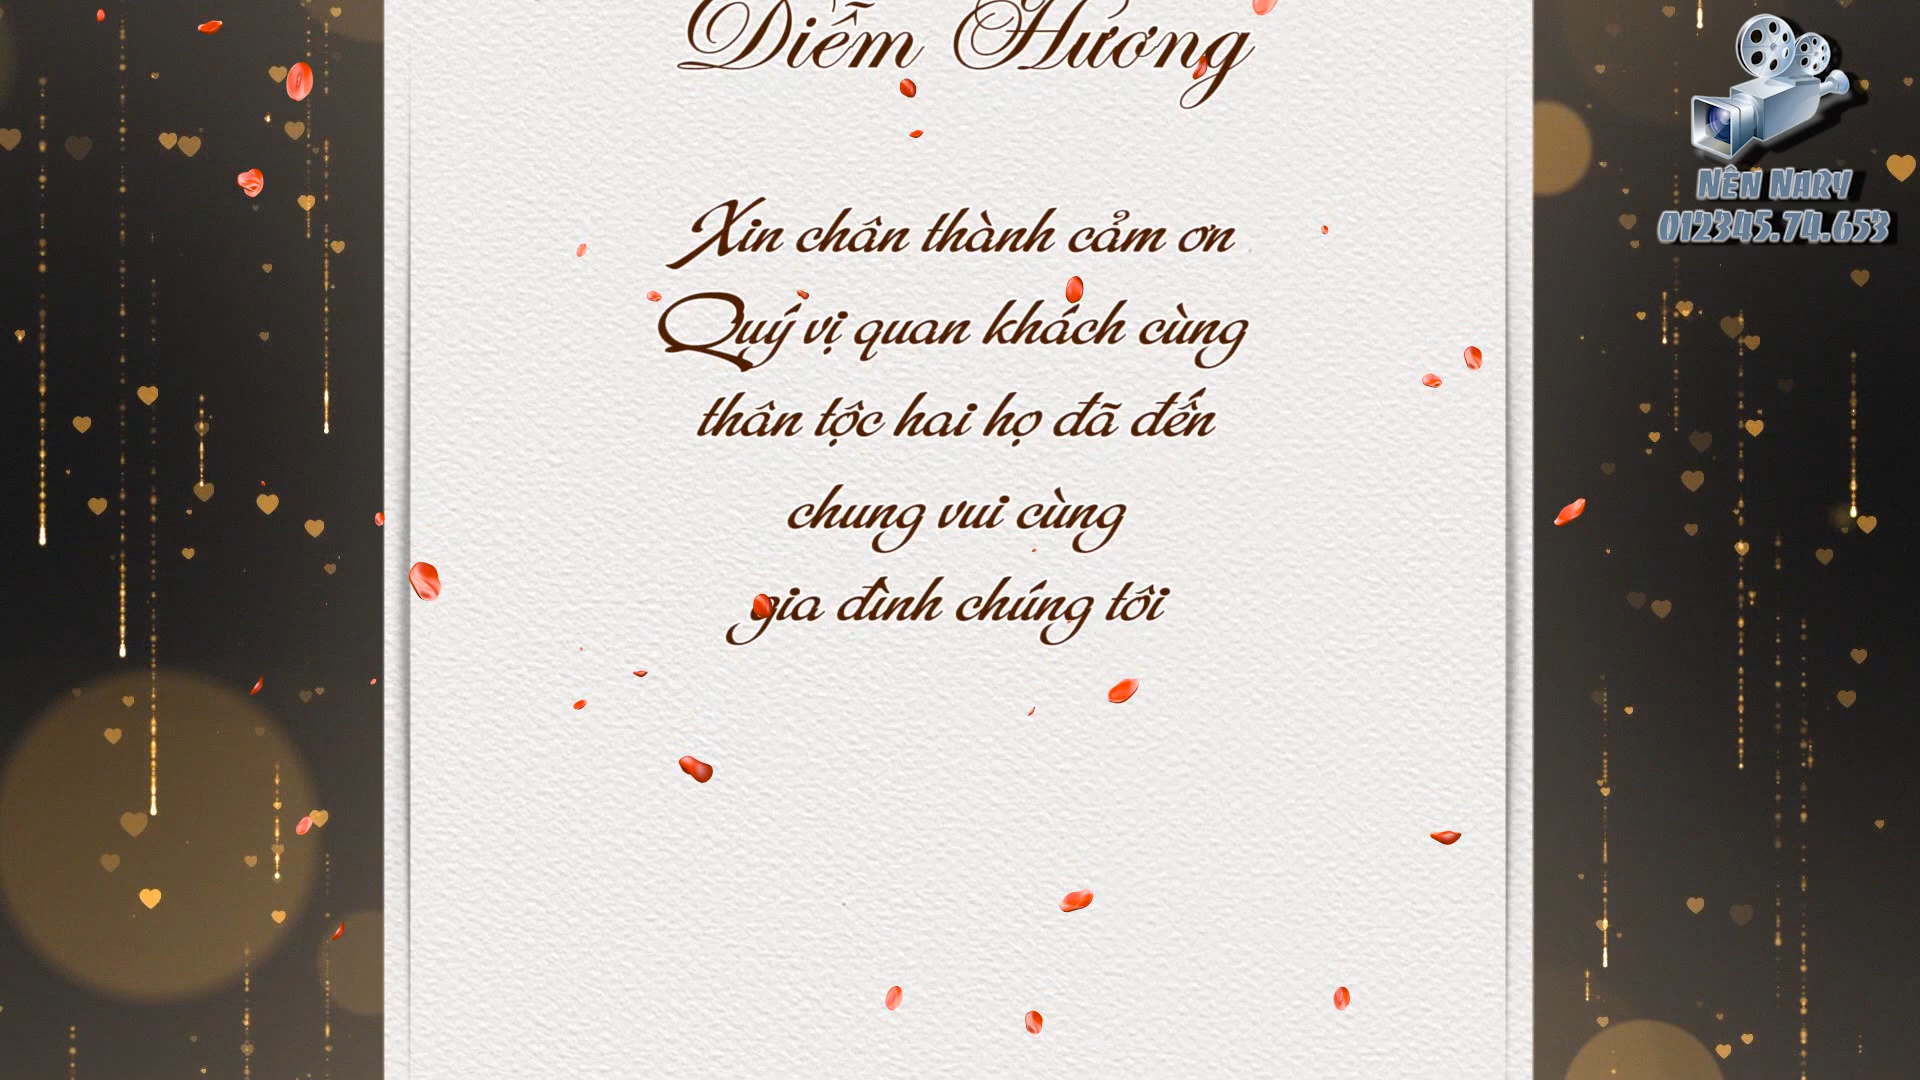 Diễm Hương
Xin chân thành cảm ơn
Quý vị quan khách cùng
thân tộc hai họ đã đến
chung vui cùng
gia đình chúng tôi
Nên Nary
012345.74.653